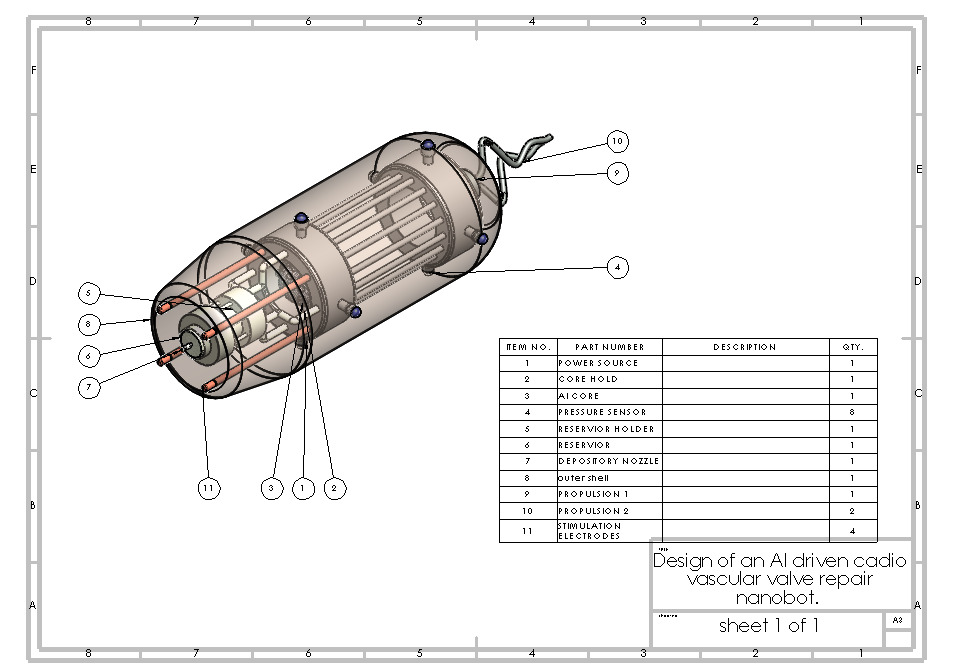 8 7 6 5 4 3 2 1
F F
E E
D D
C C
B B
A A
10
9
4
5
8
6
7
11 3 1 2
ITEM NO. PART NUMBER DESCRIPTION QTY.
1 POWER SOURCE 1
2 CORE HOLD 1
3 AI CORE 1
4 PRESSURE SENSOR 8
5 RESERVIOR HOLDER 1
6 RESERVIOR 1
7 DEPOSITORY NOZZLE 1
8 outer shell 1
9 PROPULSION 1 1
10 PROPULSION 2 2
11 STIMULATION ELECTRODES 4
Design of an AI driven cadio
vascular valve repair
nanobot.
sheet 1 of 1
A3
8 7 6 5 4 3 2 1